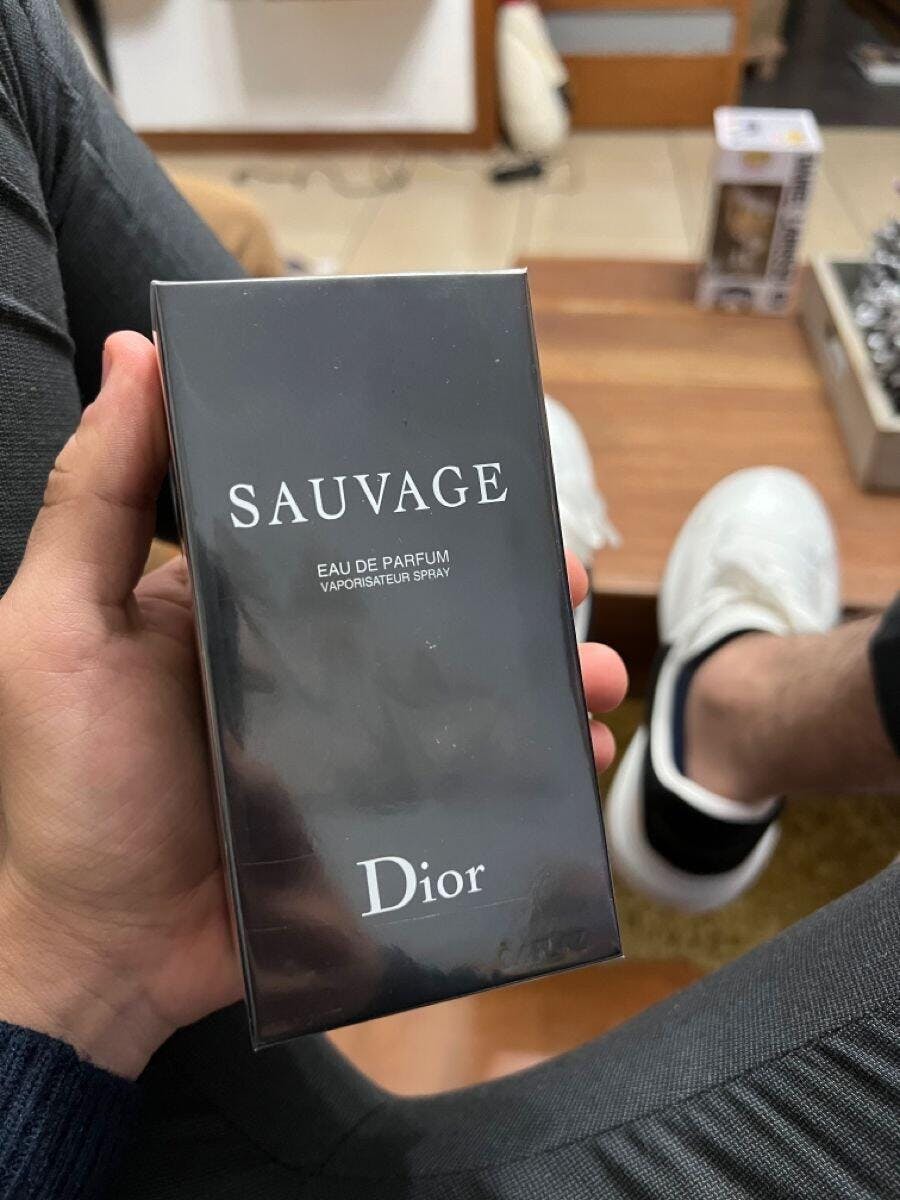 SAUVAGE
EAU DE PARFUM
VAPORISATEUR SPRAY
Dior